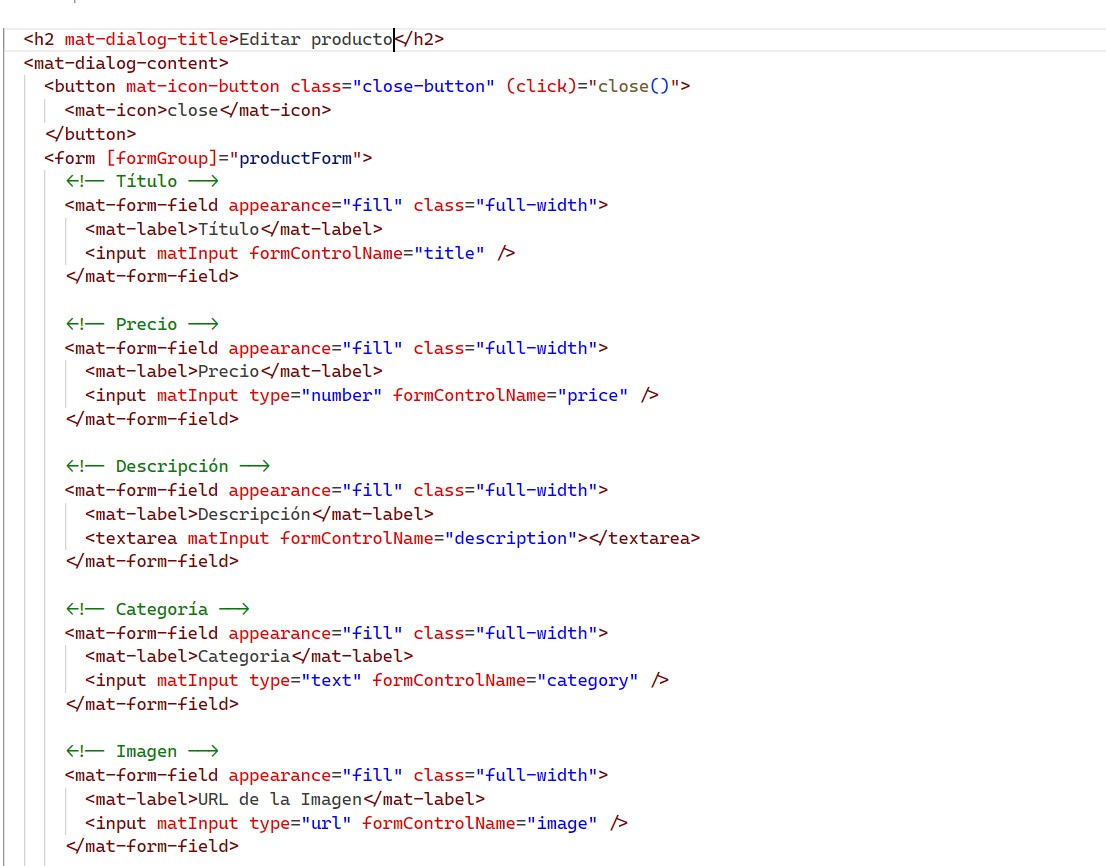 <h2 mat-dialog-title>Editar producto</h2>
<mat-dialog-content>
<button mat-icon-button class="close-button" (click)="close()">
<mat-icon>close</mat-icon>
</button>
<form [formGroup]="productForm">
<!-- Título -->
<mat-form-field appearance="fill" class="full-width">
<mat-label>Título</mat-label>
<input matInput formControlName="title" />
</mat-form-field>

<!-- Precio -->
<mat-form-field appearance="fill" class="full-width">
<mat-label>Precio</mat-label>
<input matInput type="number" formControlName="price" />
</mat-form-field>

<!-- Descripción -->
<mat-form-field appearance="fill" class="full-width">
<mat-label>Descripción</mat-label>
<textarea matInput formControlName="description"></textarea>
</mat-form-field>

<!-- Categoría -->
<mat-form-field appearance="fill" class="full-width">
<mat-label>Categoria</mat-label>
<input matInput type="text" formControlName="category" />
</mat-form-field>

<!-- Imagen -->
<mat-form-field appearance="fill" class="full-width">
<mat-label>URL de la Imagen</mat-label>
<input matInput type="url" formControlName="image" />
</mat-form-field>